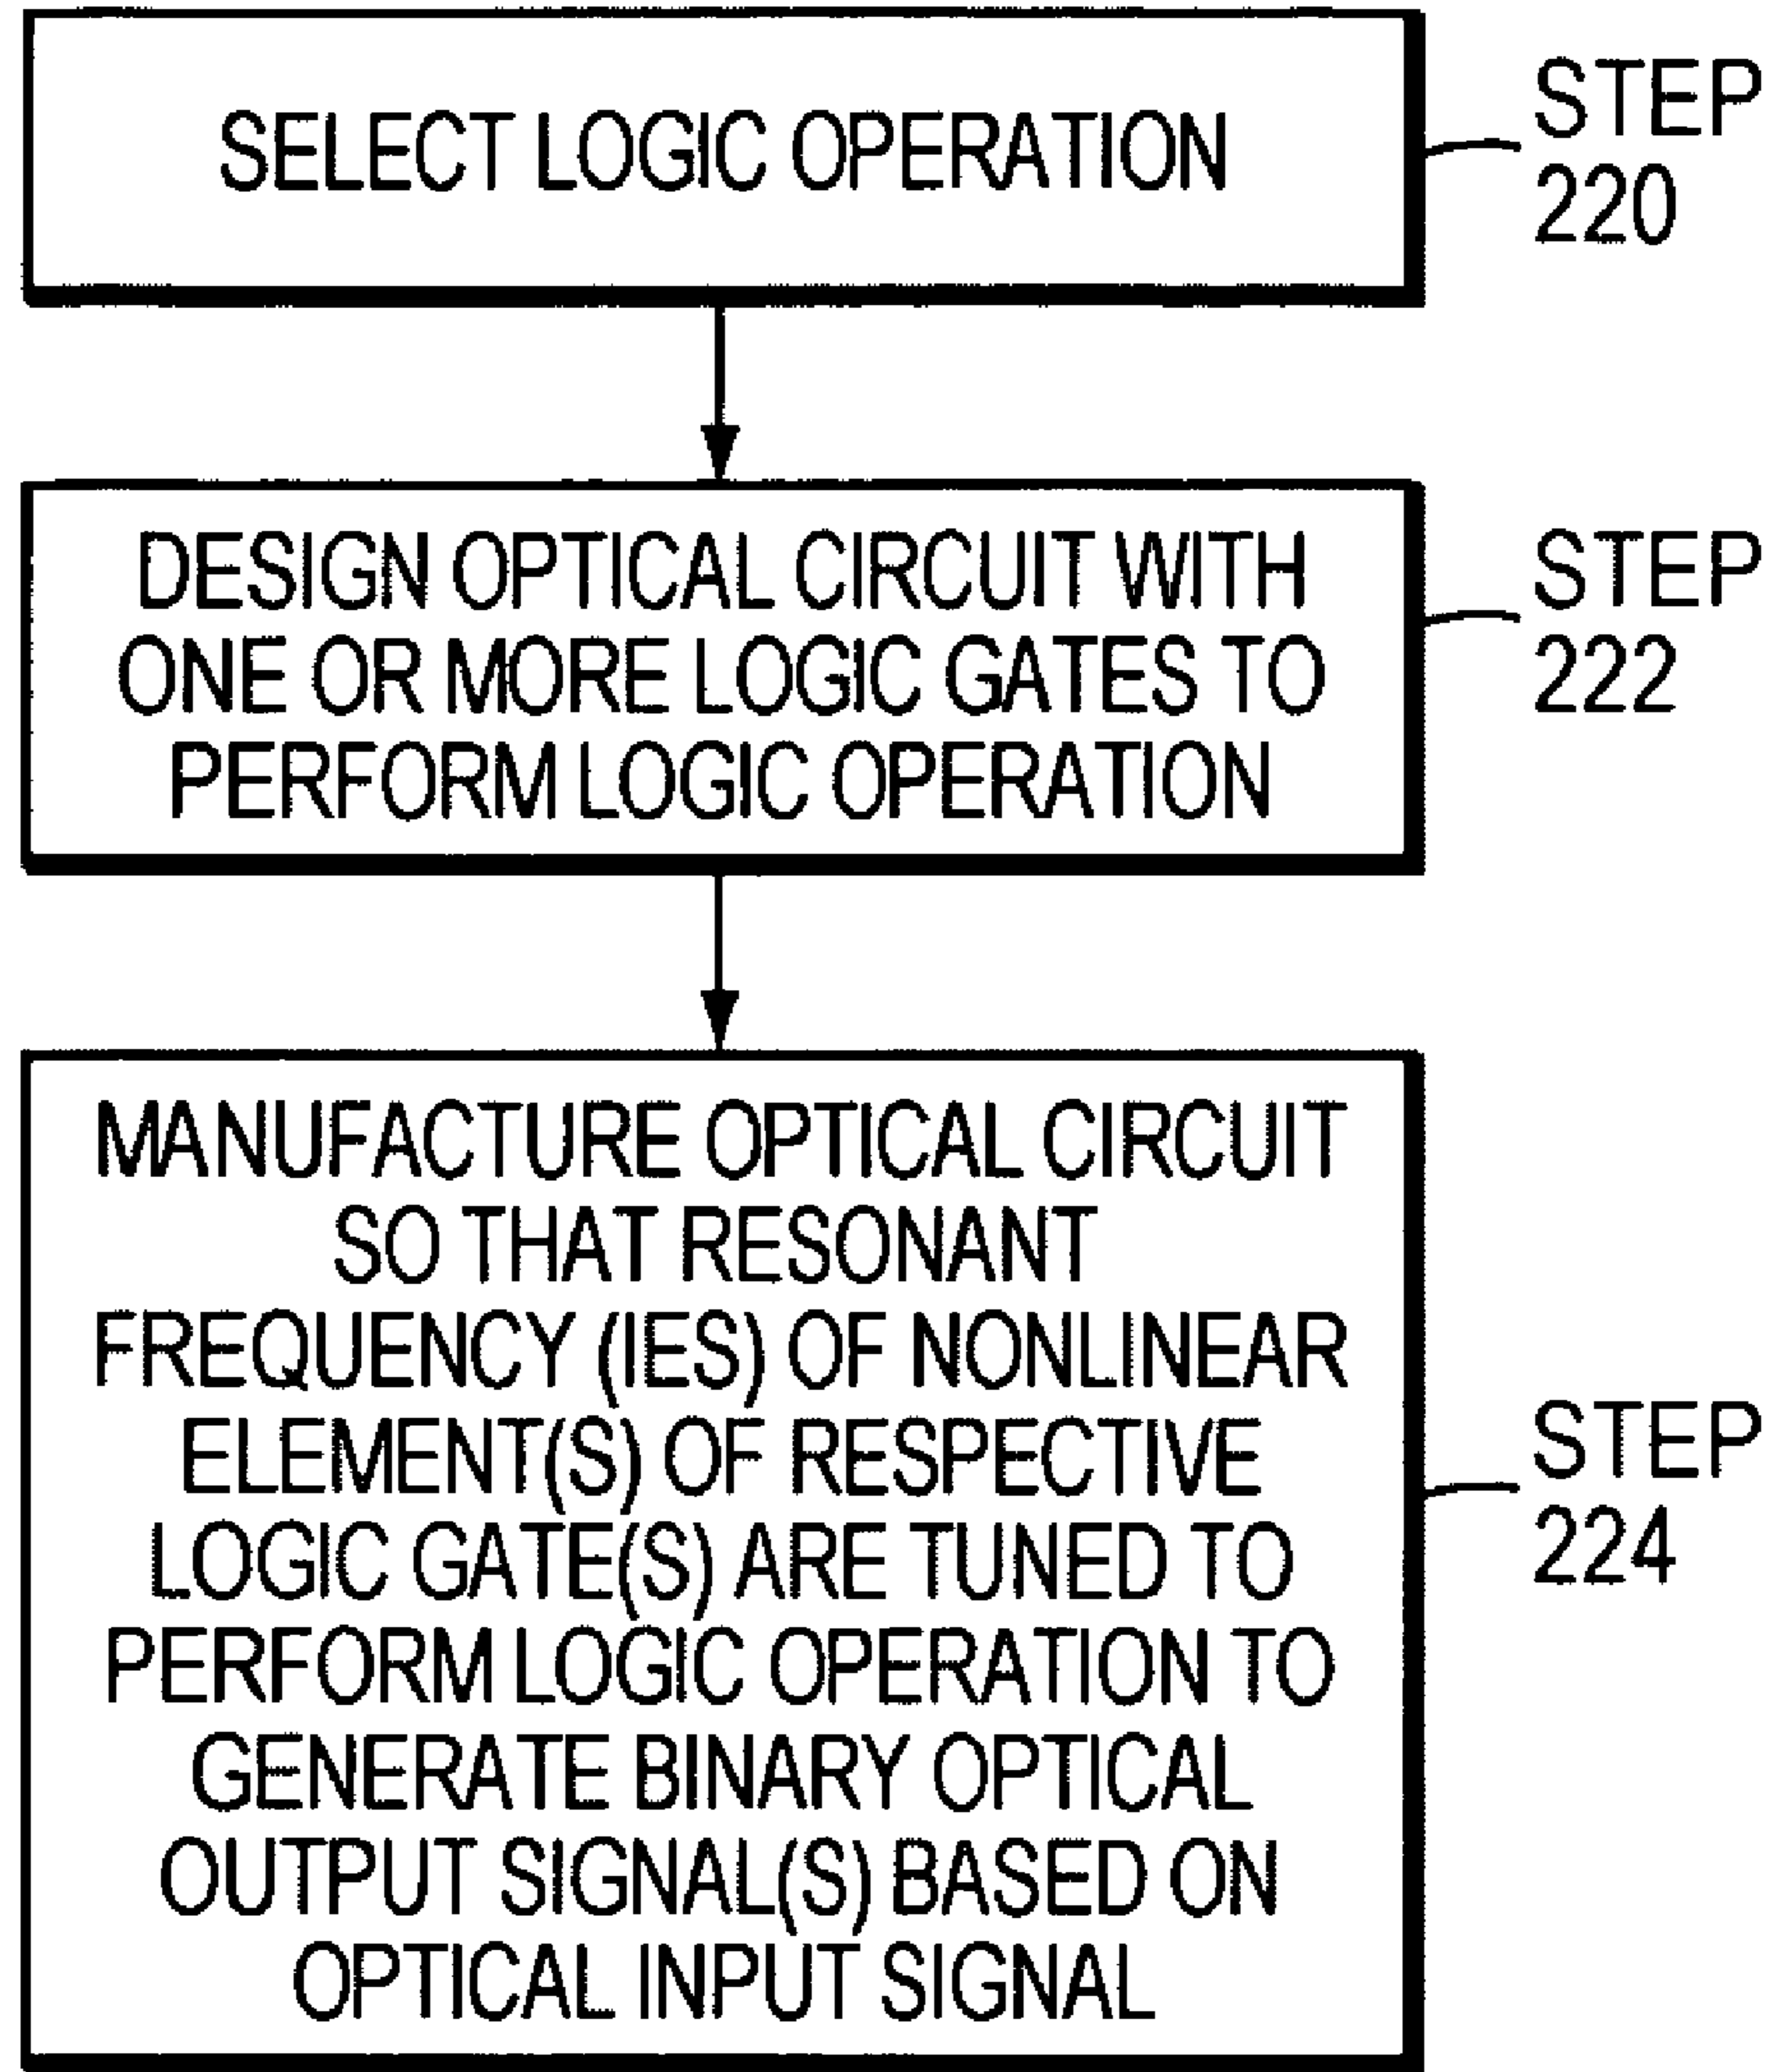 SELECT LOGIC OPERATION
STEP
220
DESIGN OPTICAL CIRCUIT WITH
ONE OR MORE LOGIC GATES TO
PERFORM LOGIC OPERATION
STEP
222
MANUFACTURE OPTICAL CIRCUIT
SO THAT RESONANT
FREQUENCY (IES) OF NONLINEAR
ELEMENT(S) OF RESPECTIVE
LOGIC GATE(S) ARE TUNED TO
PERFORM LOGIC OPERATION TO
GENERATE BINARY OPTICAL
OUTPUT SIGNAL(S) BASED ON
OPTICAL INPUT SIGNAL
STEP
224